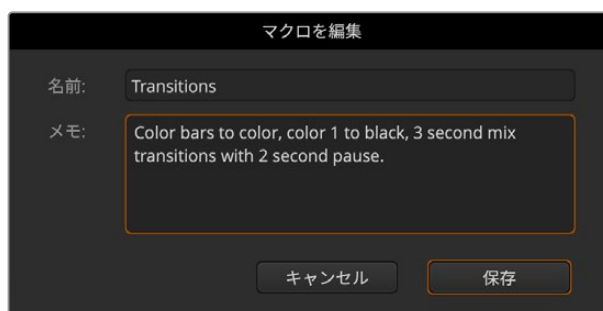 マクロを編集
名前: Transitions
メモ: Color bars to color, color 1 to black, 3 second mix
transitions with 2 second pause.
キャンセル 保存